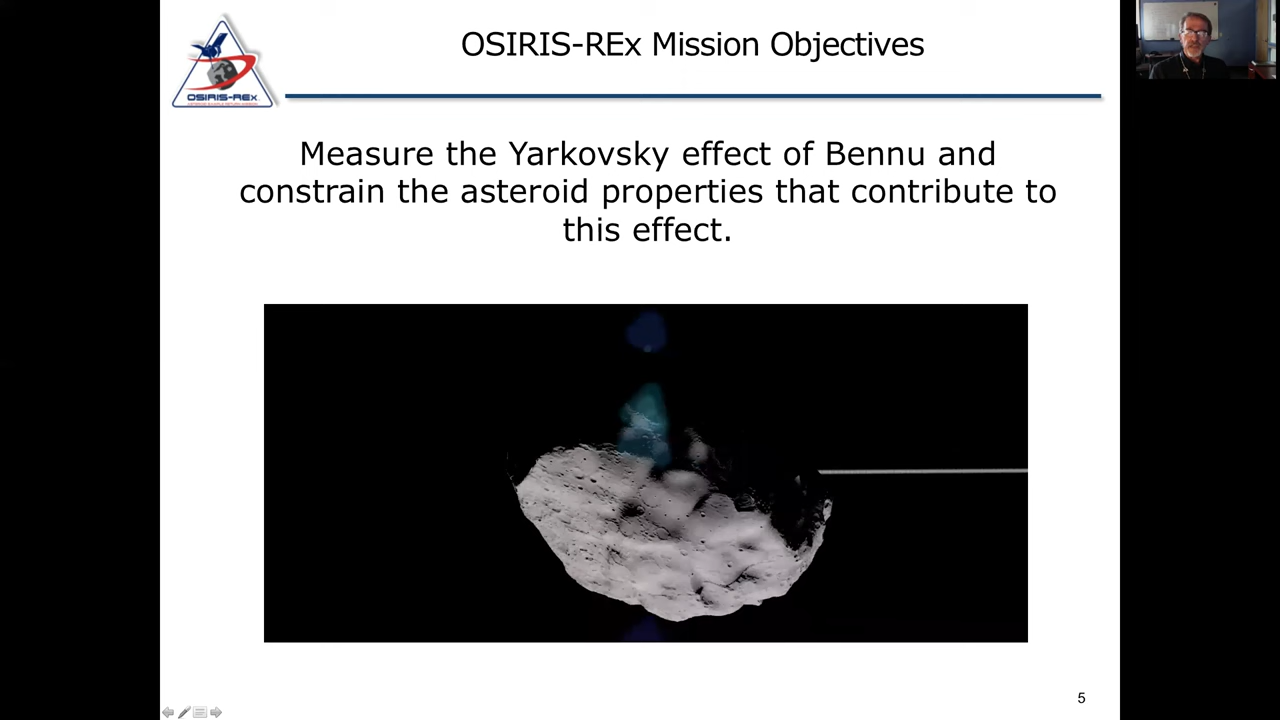 OSIRIS-REx Mission Objectives
OSIRIS-REx
Measure the Yarkovsky effect of Bennu and
constrain the asteroid properties that contribute to
this effect.
5